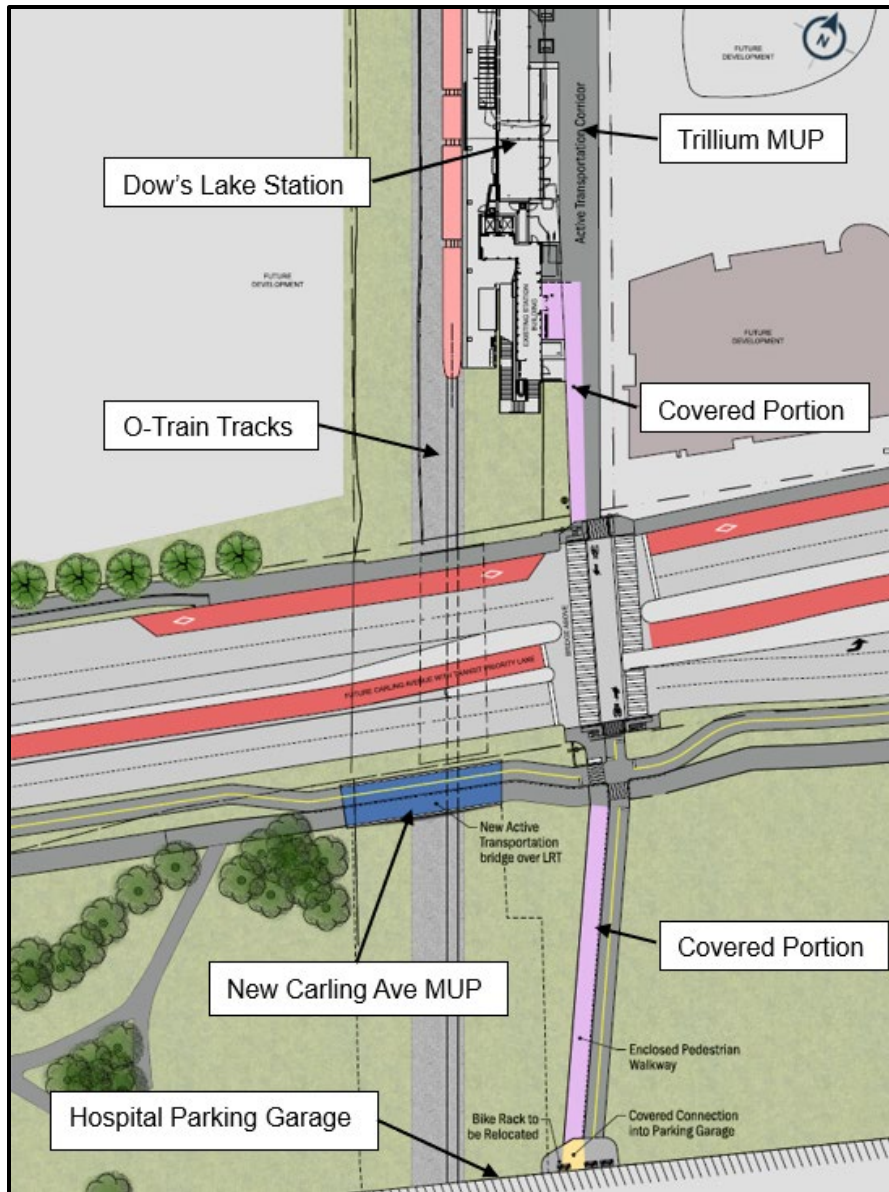 FUTURE
DEVELOPMENT
N
Trillium MUP
Active Transportation Corridor
Dow's Lake Station
FUTURE
DEVELOPMENT
EXISTING STATION
BUILDING
FUTURE
DEVELOPMENT
Covered Portion
O-Train Tracks
BRIDGE ABOVE
FUTURE CARLING AVENUE WITH TRANSIT PRIORITY LANE
New Active
Transportation
bridge over LRT
Covered Portion
New Carling Ave MUP
Enclosed Pedestrian
Walkway
Hospital Parking Garage
Bike Rack to
be Relocated
Covered Connection
into Parking Garage